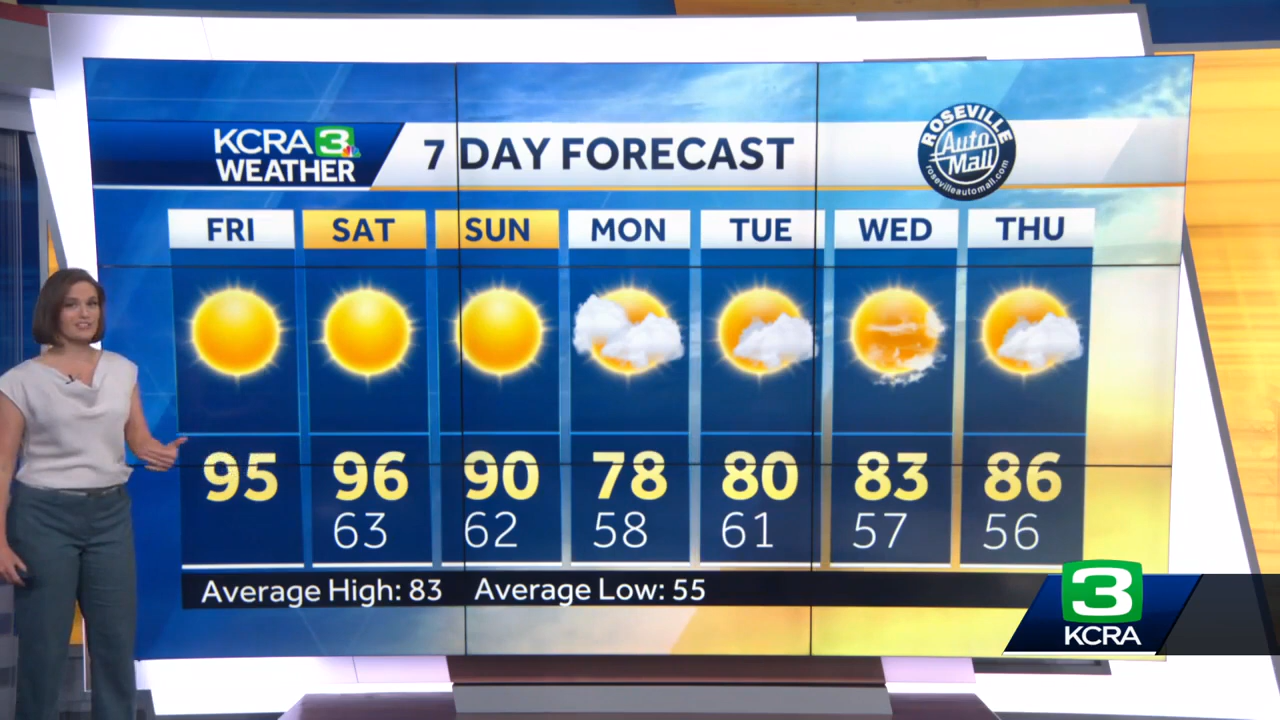 KCRA 3
WEATHER
7 DAY FORECAST
ROSEVILLE
Auto
Mall
rosevilleautomall.com
FRI SAT SUN MON TUE WED THU
95 96 90 78 80 83 86
63 62 58 61 57 56
Average High: 83 Average Low: 55
3
KCRA